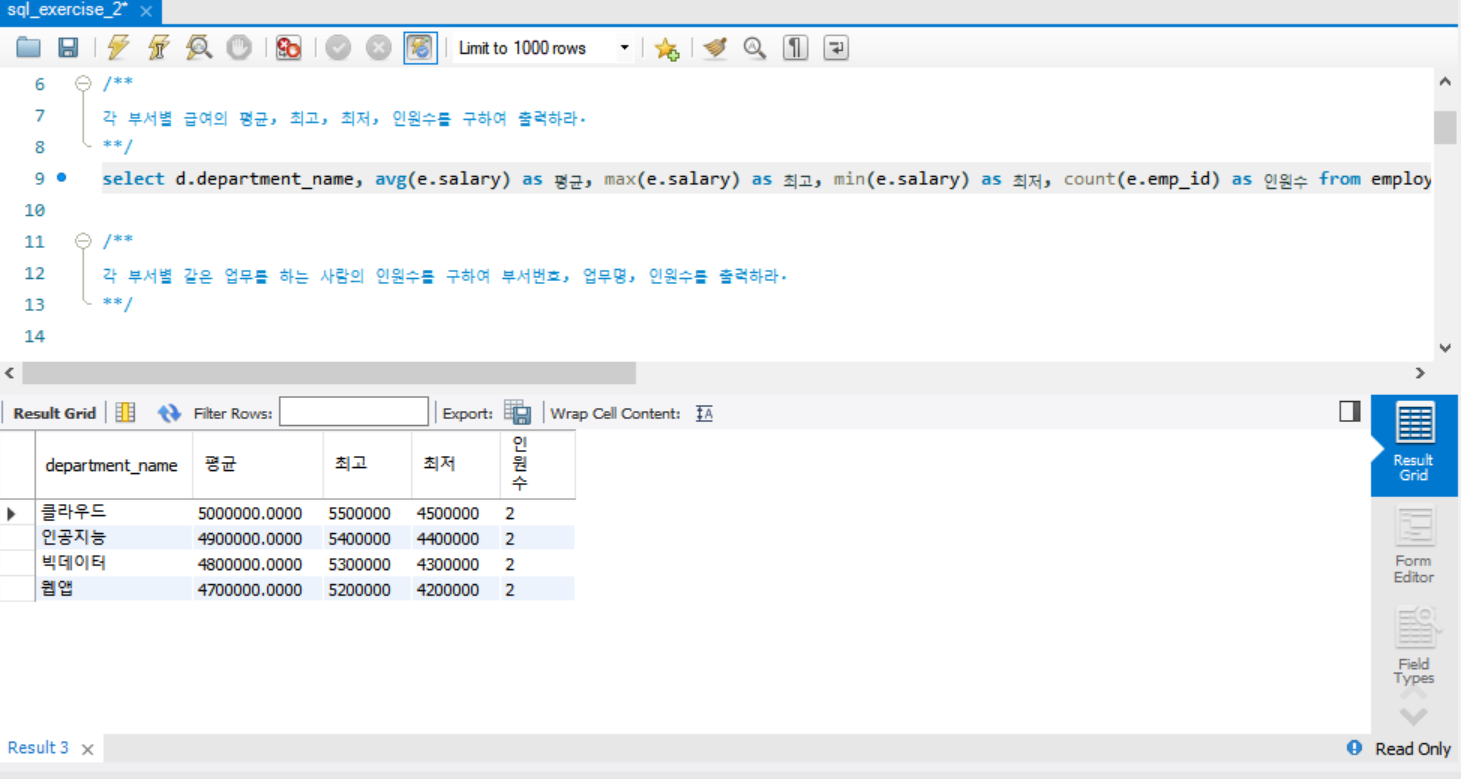 sql_exercise_2* ×
Limit to 1000 rows
6 /**
7 각 부서별 급여의 평균, 최고, 최저, 인원수를 구하여 출력하라.
8 **/
9 select d.department_name, avg(e.salary) as 평균, max(e.salary) as 최고, min(e.salary) as 최저, count(e.emp_id) as 인원수 from employ
10
11 /**
12 각 부서별 같은 업무를 하는 사람의 인원수를 구하여 부서번호, 업무명, 인원수를 출력하라.
13 **/
14
Result Grid Filter Rows: Export: Wrap Cell Content:
department_name 평균 최고 최저 인원수
클라우드 5000000.0000 5500000 4500000 2
인공지능 4900000.0000 5400000 4400000 2
빅데이터 4800000.0000 5300000 4300000 2
웹앱 4700000.0000 5200000 4200000 2
Result
Grid
Form
Editor
Field
Types
Result 3 × Read Only